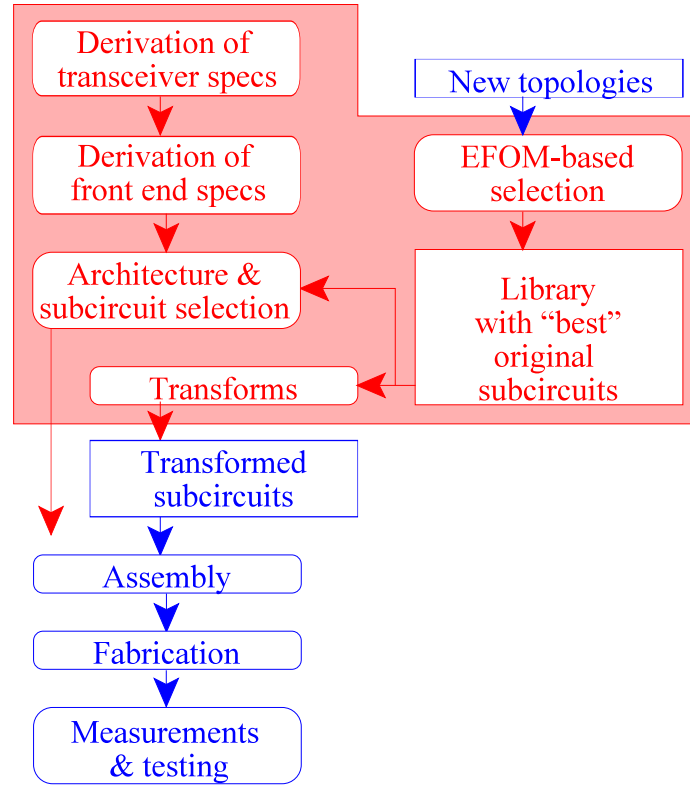 Derivation of
transceiver specs
New topologies
Derivation of
front end specs
EFOM-based
selection
Architecture &
subcircuit selection
Library
with “best”
original
subcircuits
Transforms
Transformed
subcircuits
Assembly
Fabrication
Measurements
& testing